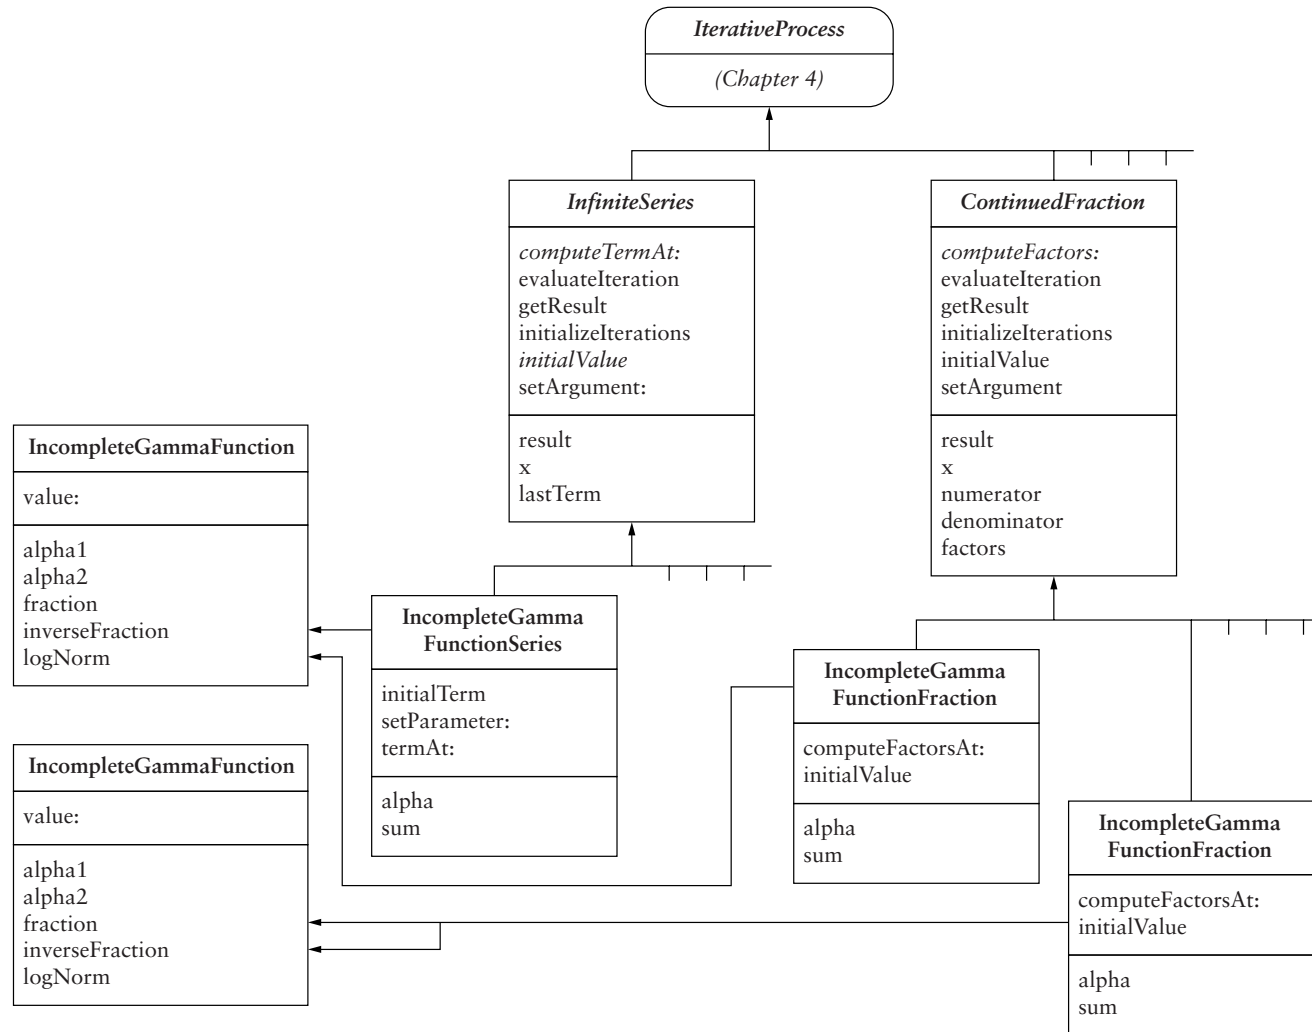 IterativeProcess
(Chapter 4)
InfiniteSeries
computeTermAt:
evaluateIteration
getResult
initializeIterations
initialValue
setArgument:
result
x
lastTerm
ContinuedFraction
computeFactors:
evaluateIteration
getResult
initializeIterations
initialValue
setArgument
result
x
numerator
denominator
factors
IncompleteGammaFunction
value:
alpha1
alpha2
fraction
inverseFraction
logNorm
IncompleteGamma
FunctionSeries
initialTerm
setParameter:
termAt:
alpha
sum
IncompleteGamma
FunctionFraction
computeFactorsAt:
initialValue
alpha
sum
IncompleteGammaFunction
value:
alpha1
alpha2
fraction
inverseFraction
logNorm
IncompleteGamma
FunctionFraction
computeFactorsAt:
initialValue
alpha
sum